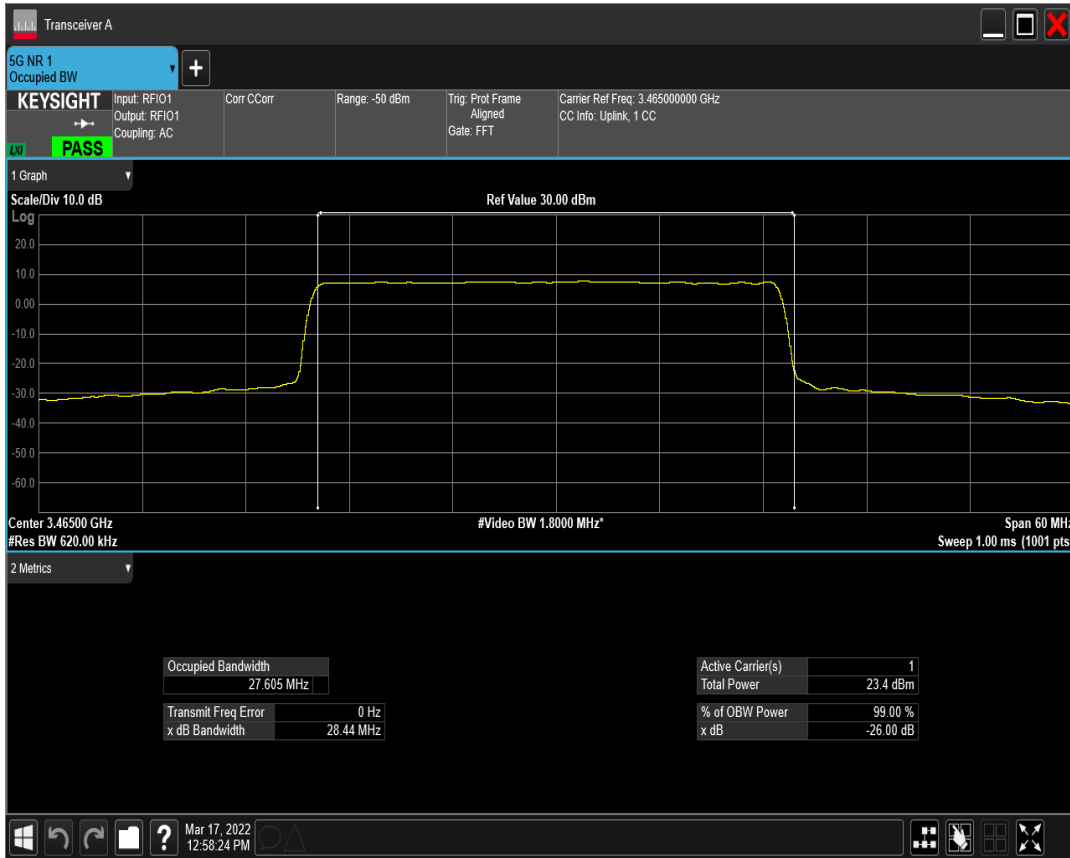 Transceiver A
5G NR 1
Occupied BW
+
KEYSIGHT
LXI
PASS
Input: RFIO1
Output: RFIO1
Coupling: AC
Corr CCorr
Range: -50 dBm
Trig: Prot Frame
Aligned
Gate: FFT
Carrier Ref Freq: 3.465000000 GHz
CC Info: Uplink, 1 CC
1 Graph
Scale/Div 10.0 dB
Ref Value 30.00 dBm
Log
20.0
10.0
0.00
-10.0
-20.0
-30.0
-40.0
-50.0
-60.0
Center 3.46500 GHz
#Video BW 1.8000 MHz*
Span 60 MHz
#Res BW 620.00 kHz
Sweep 1.00 ms (1001 pts
2 Metrics
Occupied Bandwidth
27.605 MHz
Transmit Freq Error 0 Hz
x dB Bandwidth 28.44 MHz
Active Carrier(s) 1
Total Power 23.4 dBm
% of OBW Power 99.00 %
x dB -26.00 dB
?
Mar 17, 2022
12:58:24 PM